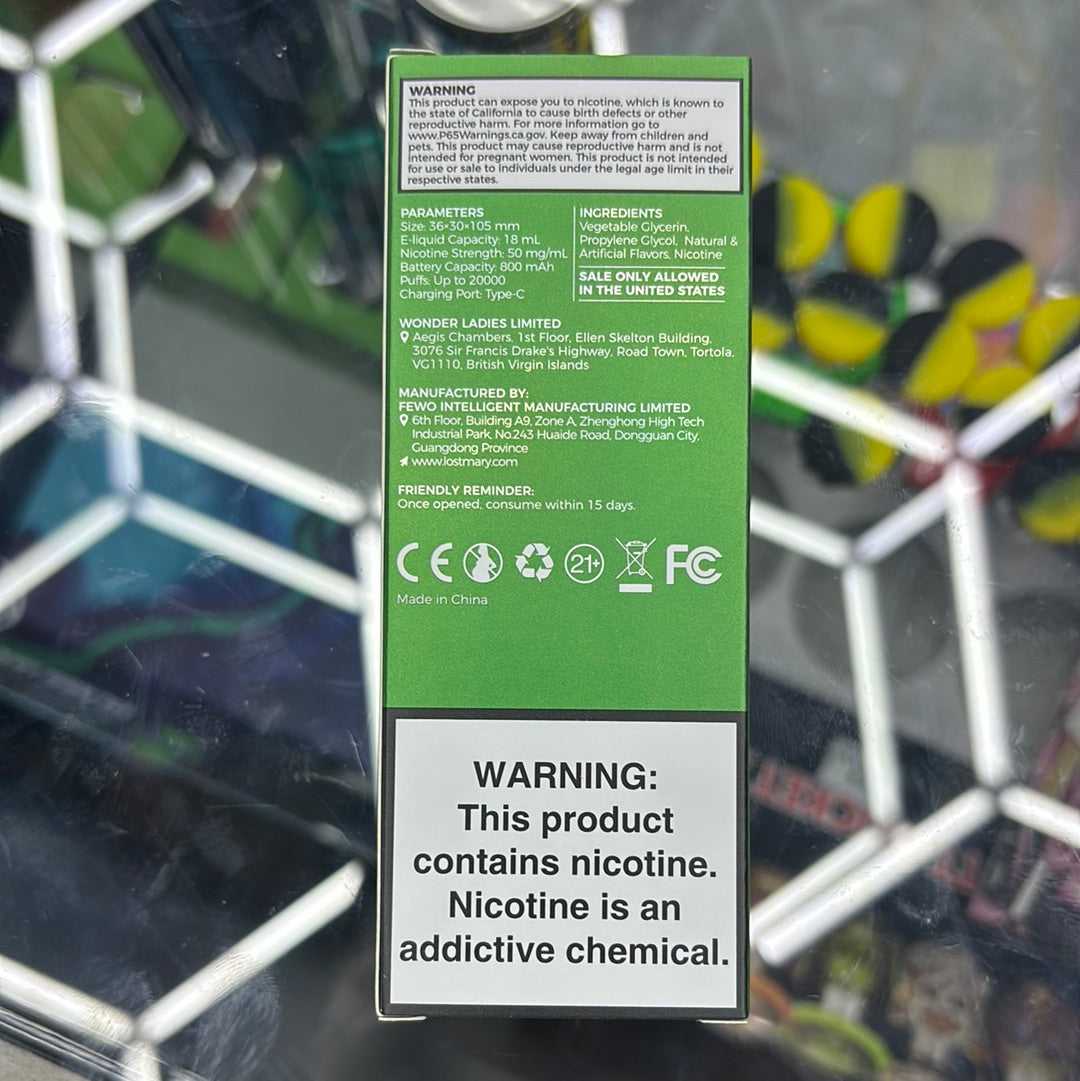 WARNING
This product can expose you to nicotine, which is known to
the state of California to cause birth defects or other
reproductive harm. For more information go to
www.P65Warnings.ca.gov. Keep away from children and
pets. This product may cause reproductive harm and is not
intended for pregnant women. This product is not intended
for use or sale to individuals under the legal age limit in their
respective states.
PARAMETERS
Size: 36×30×105 mm
E-liquid Capacity: 18 mL
Nicotine Strength: 50 mg/mL
Battery Capacity: 800 mAh
Puffs: Up to 20000
Charging Port: Type-C
INGREDIENTS
Vegetable Glycerin,
Propylene Glycol, Natural &
Artificial Flavors, Nicotine
SALE ONLY ALLOWED
IN THE UNITED STATES
WONDER LADIES LIMITED
Aegis Chambers, 1st Floor, Ellen Skelton Building,
3076 Sir Francis Drake's Highway, Road Town, Tortola,
VG1110, British Virgin Islands
MANUFACTURED BY:
FEWO INTELLIGENT MANUFACTURING LIMITED
6th Floor, Building A9, Zone A, Zhenghong High Tech
Industrial Park, No.243 Huaide Road, Dongguan City,
Guangdong Province
www.lostmary.com
FRIENDLY REMINDER:
Once opened, consume within 15 days.
CE 21+ FC
Made in China
WARNING:
This product
contains nicotine.
Nicotine is an
addictive chemical.